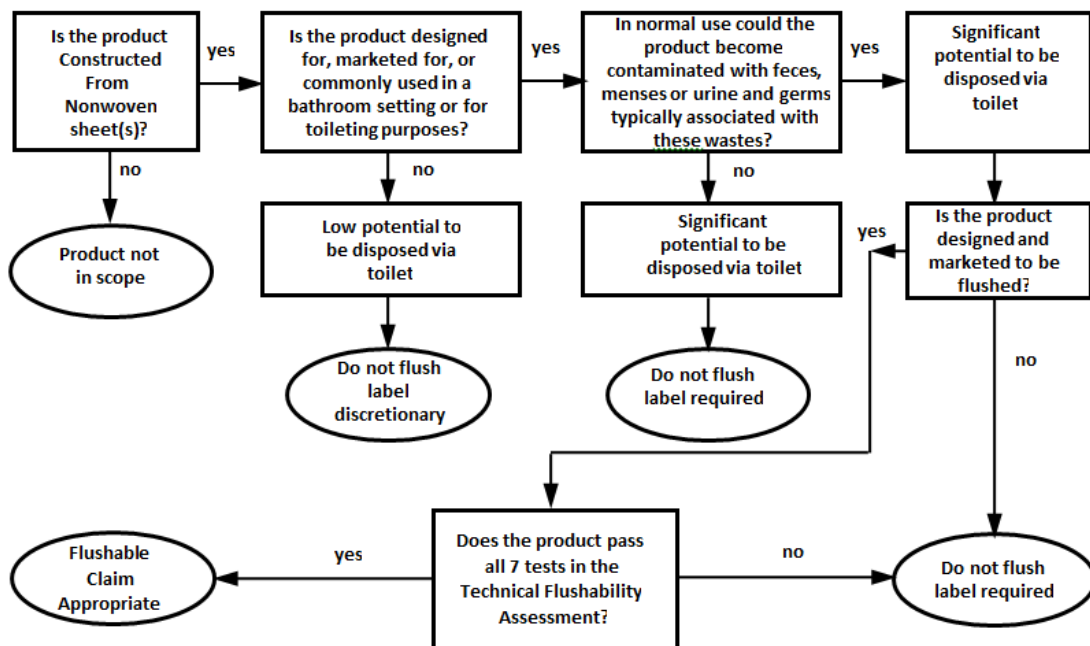 Is the product
Constructed
From
Nonwoven
sheet(s)?
yes
Is the product designed
for, marketed for, or
commonly used in a
bathroom setting or for
toileting purposes?
yes
In normal use could the
product become
contaminated with feces,
menses or urine and germs
typically associated with
these wastes?
yes
Significant
potential to be
disposed via
toilet
no
no
no
Product not
in scope
Low potential to
be disposed via
toilet
Significant
potential to be
disposed via toilet
yes
Is the product
designed and
marketed to be
flushed?
Do not flush
label
discretionary
Do not flush
label required
no
Flushable
Claim
Appropriate
yes
Does the product pass
all 7 tests in the
Technical Flushability
Assessment?
no
Do not flush
label required